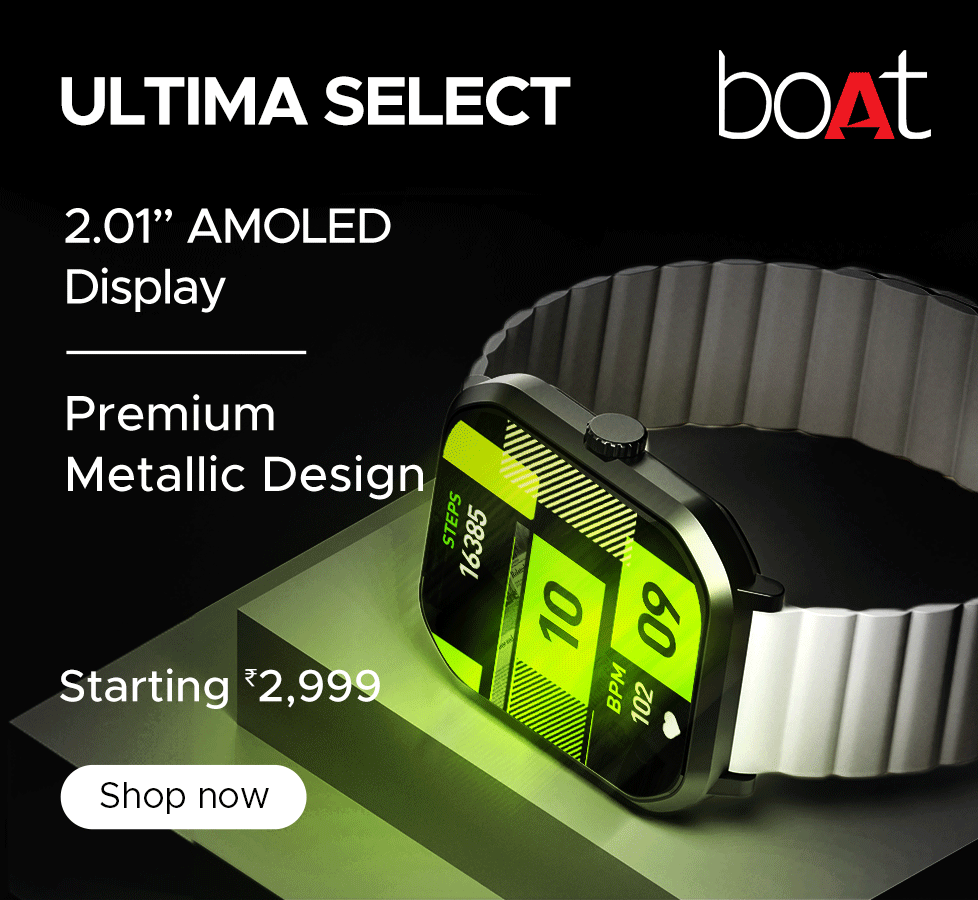 ULTIMA SELECT
boAt
2.01” AMOLED
Display
Premium
Metallic Design
STEPS
16385
10
09
BPM
102
Starting ₹2,999
Shop now